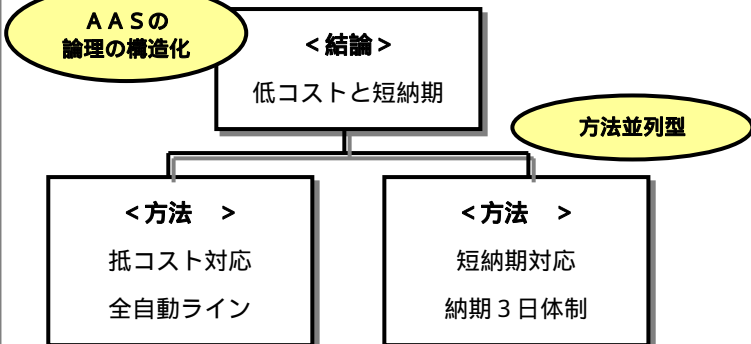 ＡＡＳの
論理の構造化
＜結論＞
低コストと短納期
方法並列型
＜方法　＞
抵コスト対応
全自動ライン
＜方法　＞
短納期対応
納期３日体制